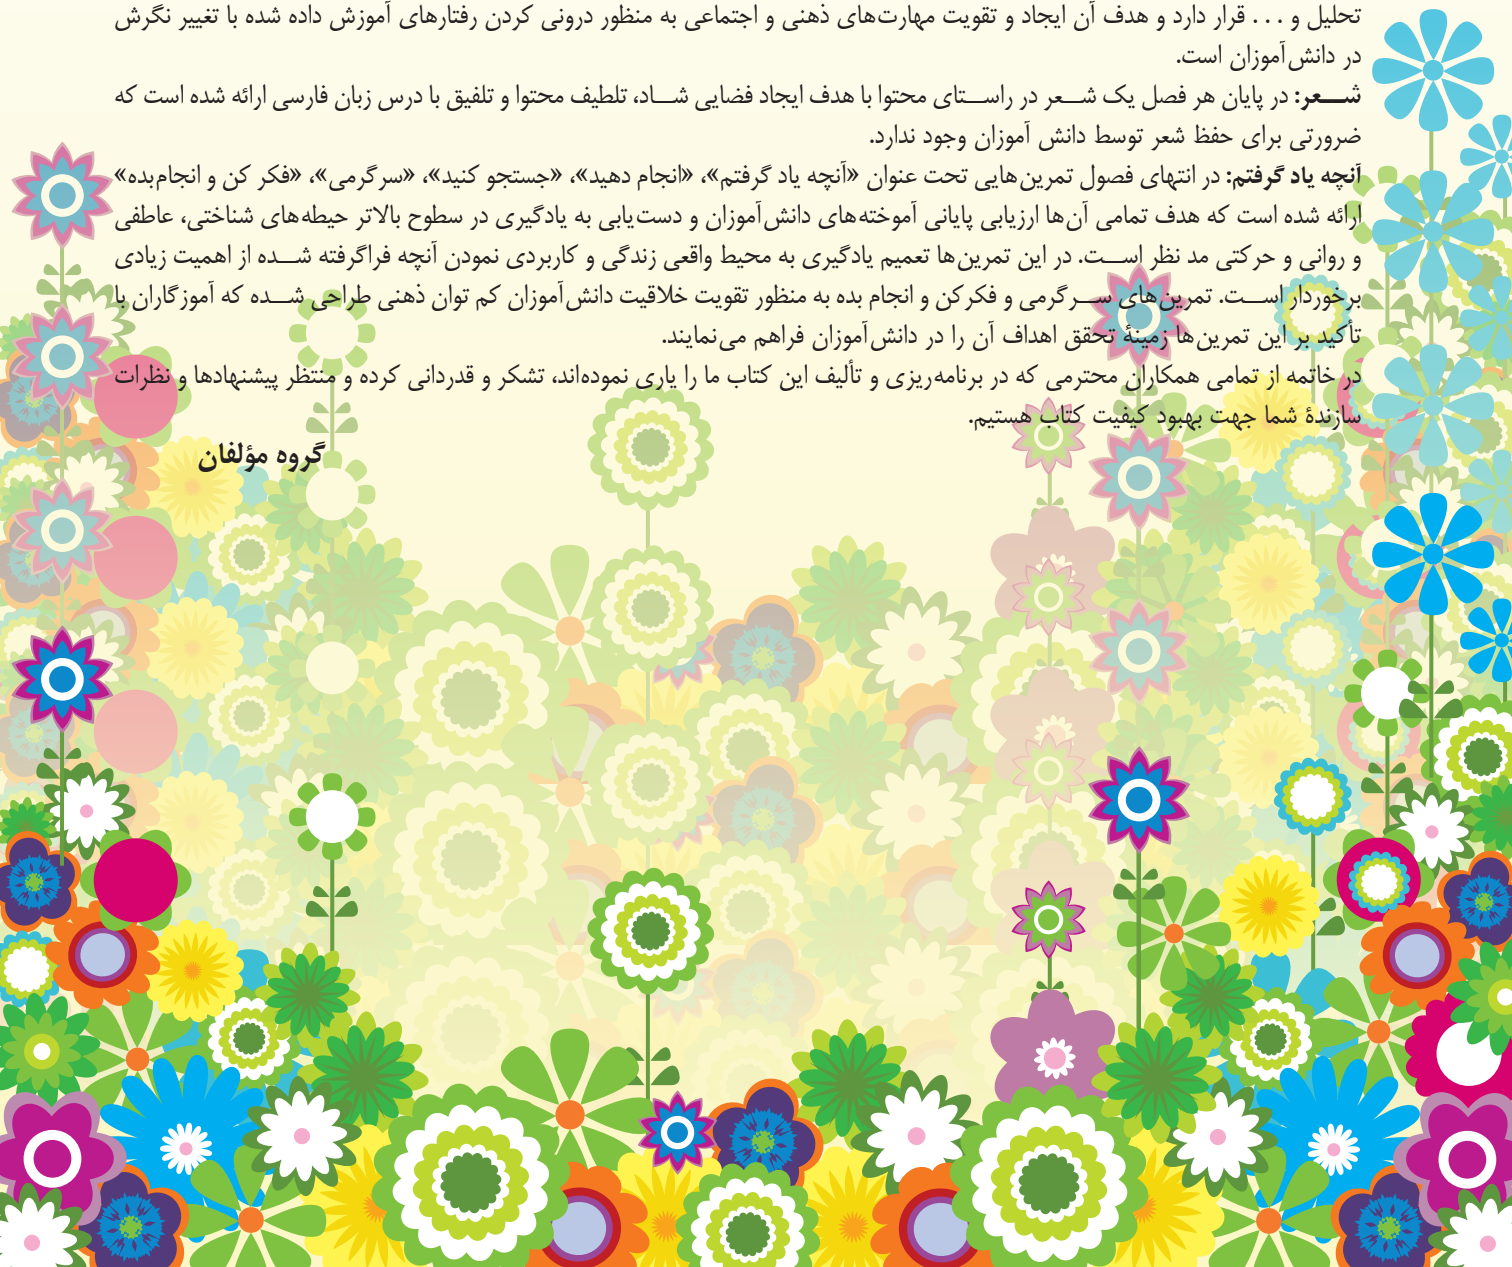 تحلیل و . . . قرار دارد و هدف آن ایجاد و تقویت مهارت‌های ذهنی و اجتماعی به منظور درونی کردن رفتارهای آموزش داده شده با تغییر نگرش
در دانش‌آموزان است.
شـــعر: در پایان هر فصل یک شــعر در راســتای محتوا با هدف ایجاد فضایی شــاد، تلطیف محتوا و تلفیق با درس زبان فارسی ارائه شده است که
ضرورتی برای حفظ شعر توسط دانش آموزان وجود ندارد.
آنچه یاد گرفتم: در انتهای فصول تمرین‌هایی تحت عنوان «آنچه یاد گرفتم»، «انجام دهید»، «جستجو کنید»، «سرگرمی»، «فکر کن و انجام‌بده»
ارائه شده است که هدف تمامی آن‌ها ارزیابی پایانی آموخته‌های دانش‌آموزان و دست‌یابی به یادگیری در سطوح بالاتر حیطه‌های شناختی، عاطفی
و روانی و حرکتی مد نظر اســت. در این تمرین‌ها تعمیم یادگیری به محیط واقعی زندگی و کاربردی نمودن آنچه فراگرفته شــده از اهمیت زیادی
برخوردار اســت. تمرین‌های ســرگرمی و فکرکن و انجام بده به منظور تقویت خلاقیت دانش‌آموزان کم توان ذهنی طراحی شــده که آموزگاران با
تأکید بر این تمرین‌ها زمینهٔ تحقق اهداف آن را در دانش‌آموزان فراهم می‌نمایند.
در خاتمه از تمامی همکاران محترمی که در برنامه‌ریزی و تألیف این کتاب ما را یاری نموده‌اند، تشکر و قدردانی کرده و منتظر پیشنهادها و نظرات
سازندهٔ شما جهت بهبود کیفیت کتاب هستیم.
گروه مؤلفان